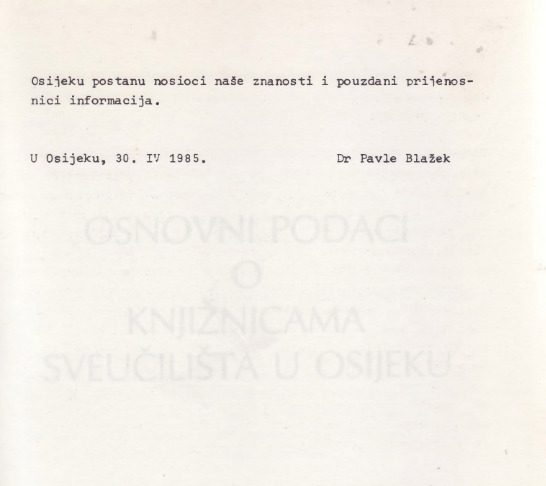 Osijeku postanu nosioci naše znanosti i pouzdani prijenos-
nici informacija.
U Osijeku, 30. IV 1985. Dr Pavle Blažek
OSNOVNI PODACI
O
KNJIŽNICAMA
SVEUČILIŠTA U OSIJEKU